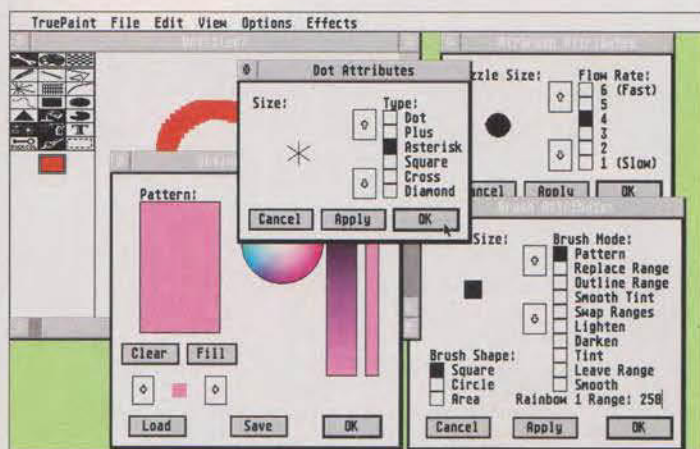 TruePaint File Edit View Options Effects
Dot Attributes
Size:
Type:
Dot
Plus
Asterisk
Square
Cross
Diamond
Cancel Apply OK
Size:
Flow Rate:
6 (Fast)
5
4
3
2
1 (Slow)
Apply OK
Pattern:
Clear Fill
Load Save OK
Brush Attributes
Size:
Brush Mode:
Pattern
Replace Range
Outline Range
Smooth Tint
Swap Ranges
Lighten
Darken
Tint
Leave Range
Smooth
Brush Shape:
Square
Circle
Area
Rainbow 1 Range: 250
Cancel Apply OK